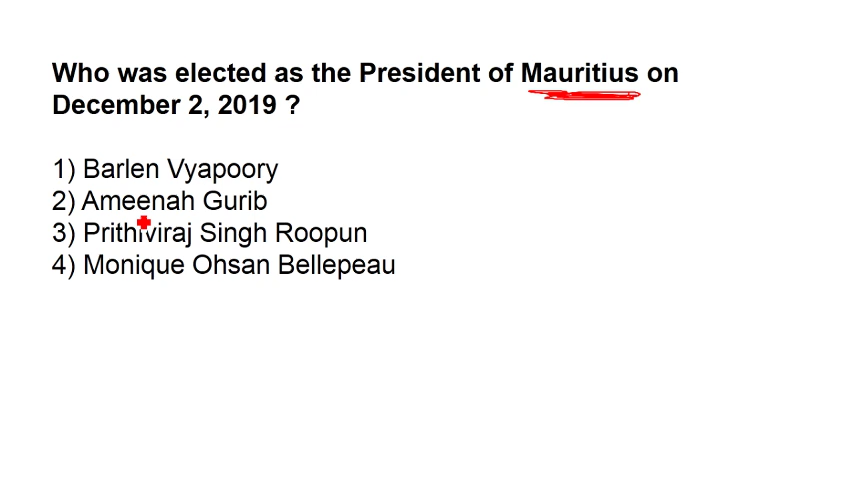 Who was elected as the President of Mauritius on
December 2, 2019 ?
1) Barlen Vyapoory
2) Ameenah Gurib
3) Prithiviraj Singh Roopun
4) Monique Ohsan Bellepeau